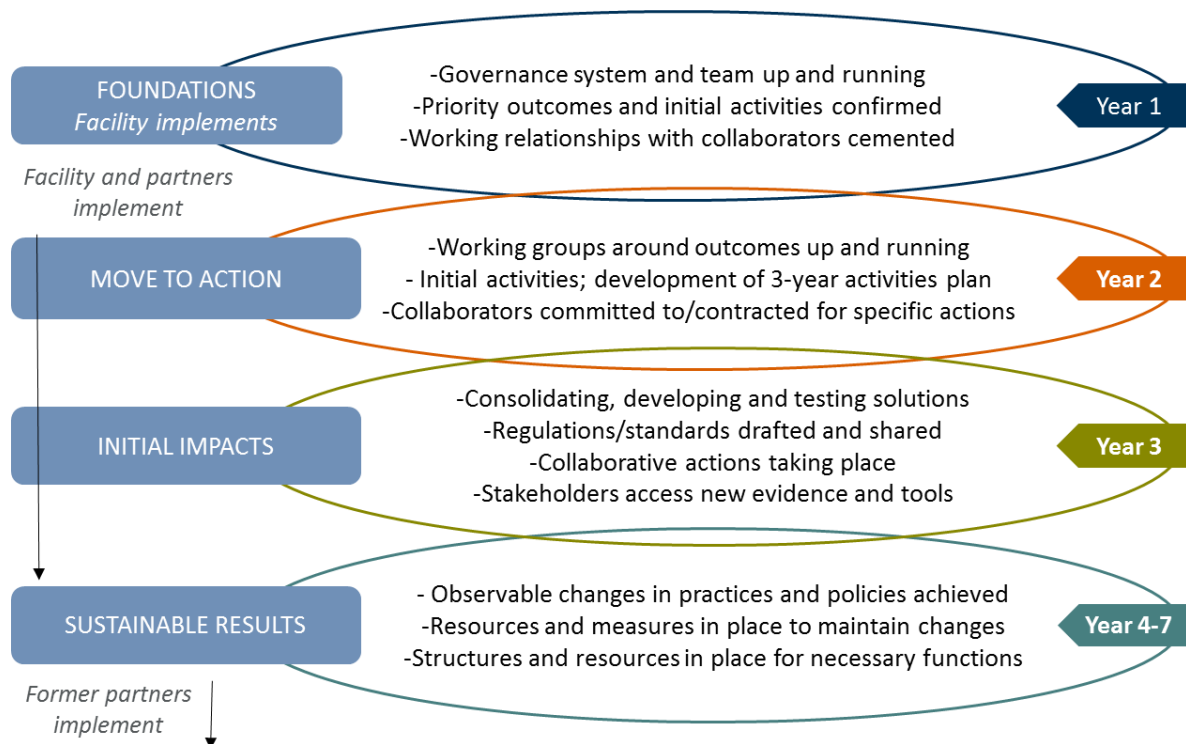 FOUNDATIONS
Facility implements
-Governance system and team up and running
-Priority outcomes and initial activities confirmed
-Working relationships with collaborators cemented
Year 1
Facility and partners
implement
MOVE TO ACTION
-Working groups around outcomes up and running
- Initial activities; development of 3-year activities plan
-Collaborators committed to/contracted for specific actions
Year 2
INITIAL IMPACTS
-Consolidating, developing and testing solutions
-Regulations/standards drafted and shared
-Collaborative actions taking place
-Stakeholders access new evidence and tools
Year 3
SUSTAINABLE RESULTS
- Observable changes in practices and policies achieved
-Resources and measures in place to maintain changes
-Structures and resources in place for necessary functions
Year 4-7
Former partners
implement